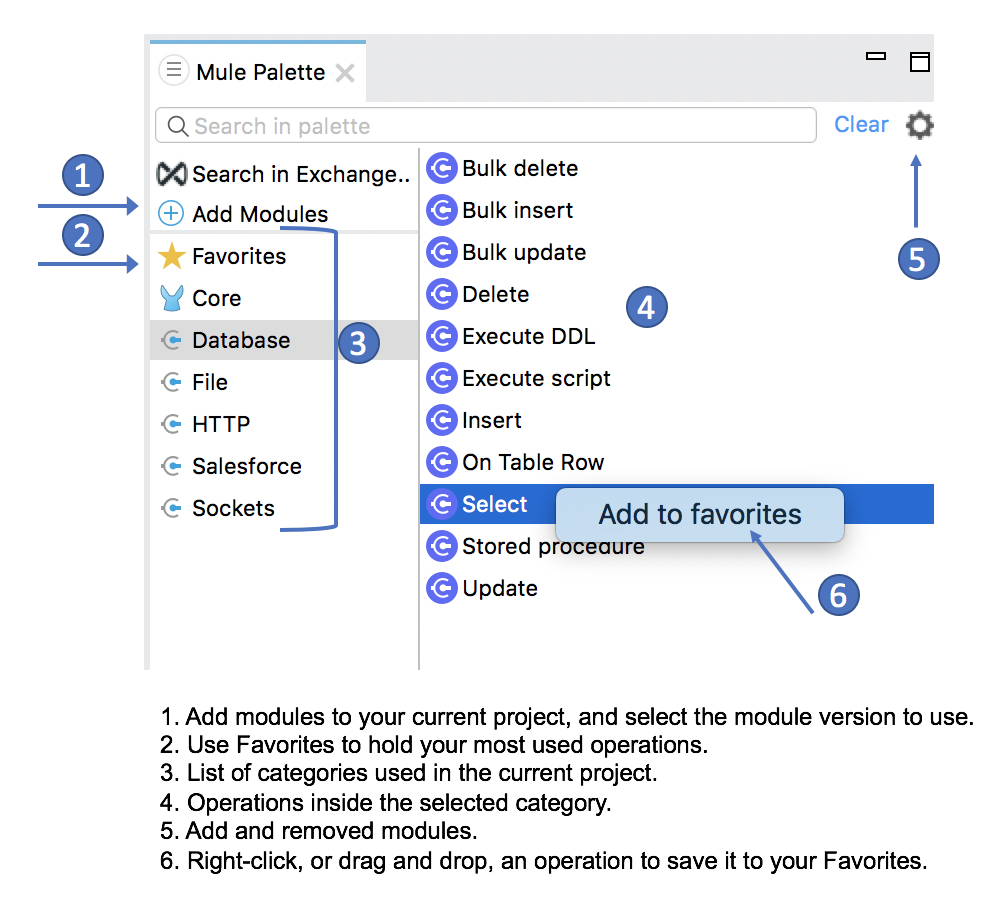 Mule Palette
Search in palette
Clear
1
Search in Exchange..
Add Modules
2
Favorites
Core
Database
File
HTTP
Salesforce
Sockets
3
Bulk delete
Bulk insert
Bulk update
Delete
Execute DDL
Execute script
Insert
On Table Row
Select
Add to favorites
Stored procedure
Update
4
5
6
1. Add modules to your current project, and select the module version to use.
2. Use Favorites to hold your most used operations.
3. List of categories used in the current project.
4. Operations inside the selected category.
5. Add and removed modules.
6. Right-click, or drag and drop, an operation to save it to your Favorites.